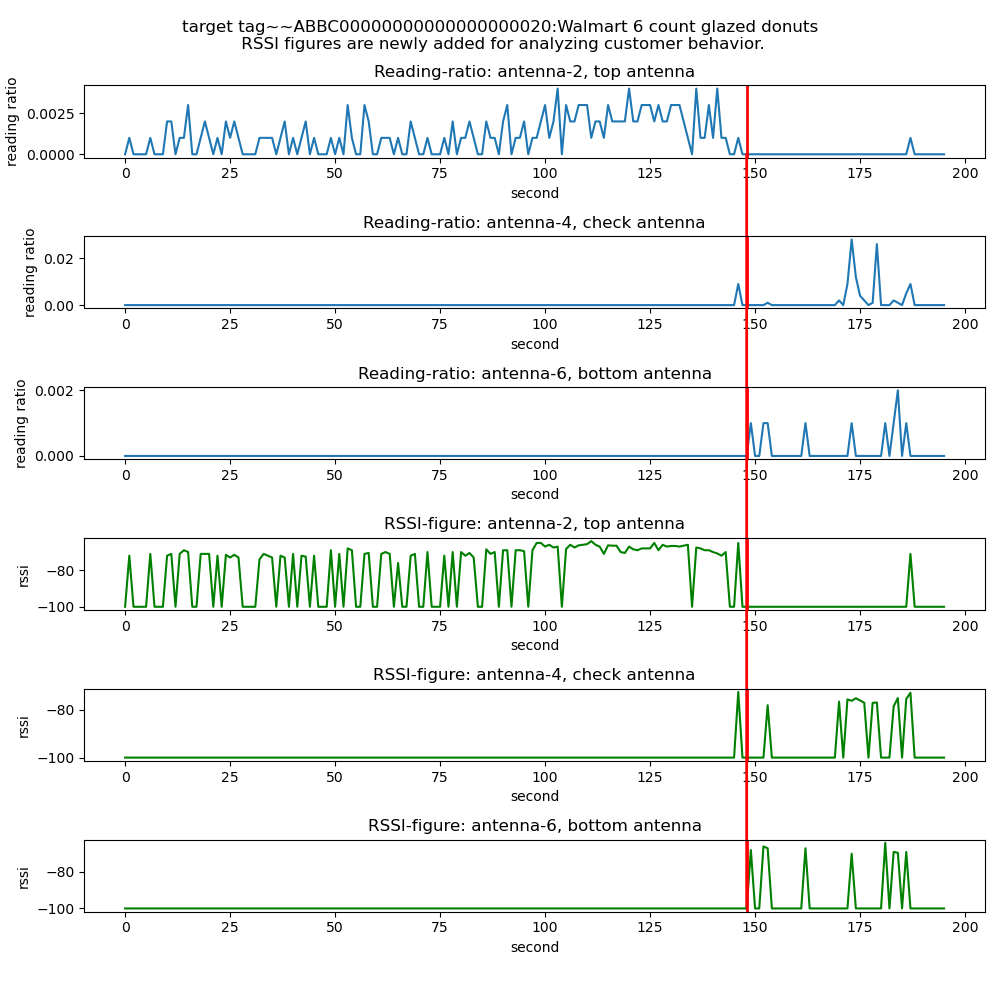 target tag~~ABBC00000000000000000020:Walmart 6 count glazed donuts
RSSI figures are newly added for analyzing customer behavior.
Reading-ratio: antenna-2, top antenna
reading ratio
0.0025
0.0000
0 25 50 75 100 125 150 175 200
second
Reading-ratio: antenna-4, check antenna
reading ratio
0.02
0.00
0 25 50 75 100 125 150 175 200
second
Reading-ratio: antenna-6, bottom antenna
reading ratio
0.002
0.000
0 25 50 75 100 125 150 175 200
second
RSSI-figure: antenna-2, top antenna
rssi
−80
−100
0 25 50 75 100 125 150 175 200
second
RSSI-figure: antenna-4, check antenna
rssi
−80
−100
0 25 50 75 100 125 150 175 200
second
RSSI-figure: antenna-6, bottom antenna
rssi
−80
−100
0 25 50 75 100 125 150 175 200
second